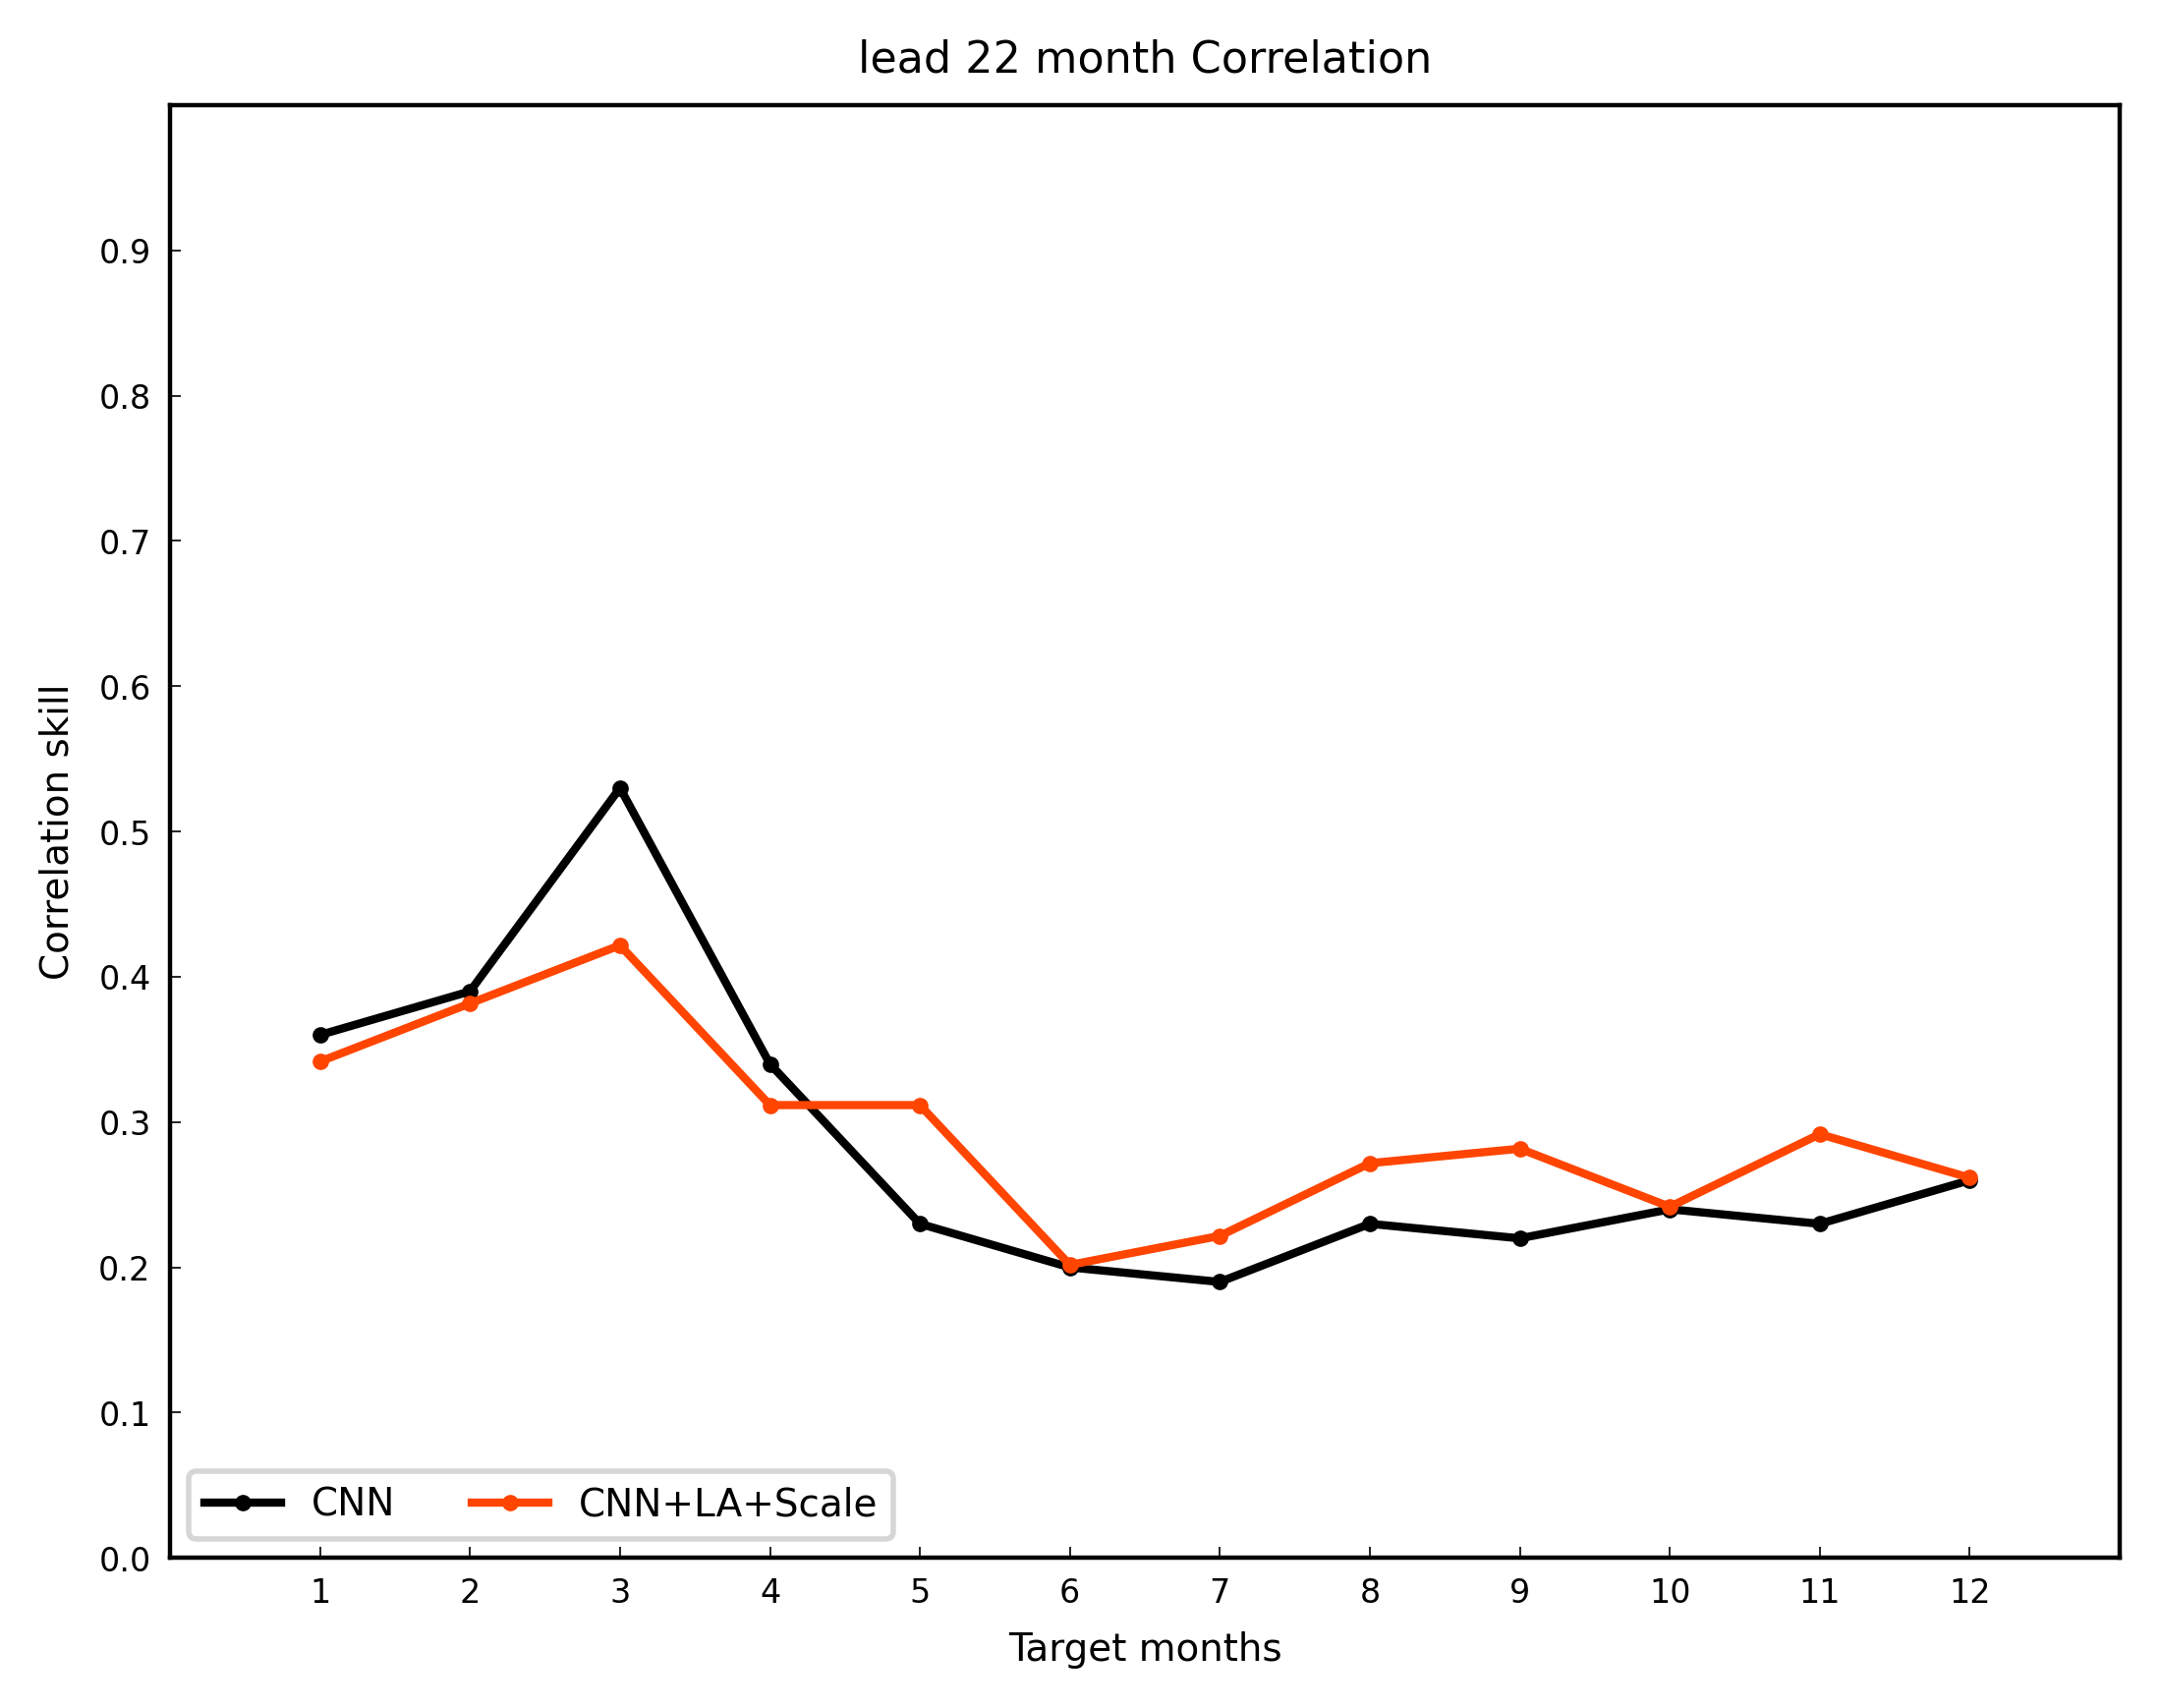 lead 22 month Correlation
0.9
0.8
0.7
0.6
0.5
0.4
0.3
0.2
0.1
0.0
Correlation skill
CNN
CNN+LA+Scale
1 2 3 4 5 6 7 8 9 10 11 12
Target months